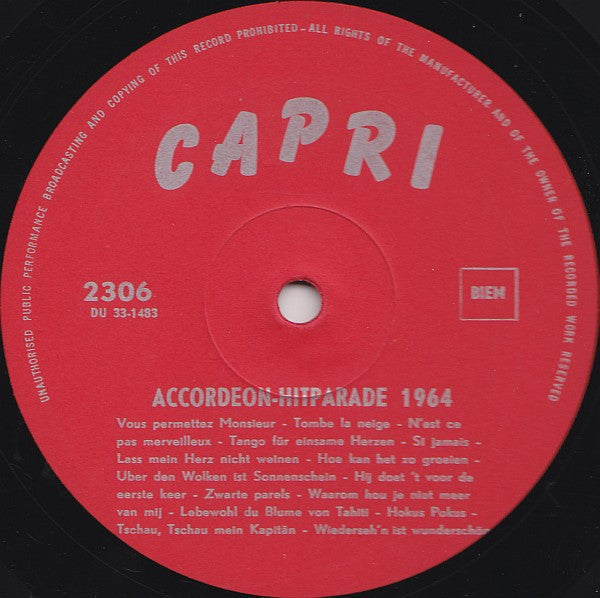 UNAUTHORISED PUBLIC PERFORMANCE BROADCASTING AND COPYING OF THIS RECORD PROHIBITED – ALL RIGHTS OF THE MANUFACTURER AND OF THE OWNER OF THE RECORDED WORK RESERVED
CAPRI
2306
DU 33-1483
BIEM
ACCORDEON-HITPARADE 1964
Vous permettez Monsieur - Tombe la neige - N'est ce
pas merveilleux - Tango für einsame Herzen - Si jamais -
Lass mein Herz nicht weinen - Hoe kan het zo groeien -
Uber den Wolken ist Sonnenschein - Hij doet 't voor de
eerste keer - Zwarte parels - Waarom hou je niet meer
van mij - Lebewohl du Blume von Tahiti - Hokus Pokus -
Tschau, Tschau mein Kapitän - Wiederseh'n ist wunderschön